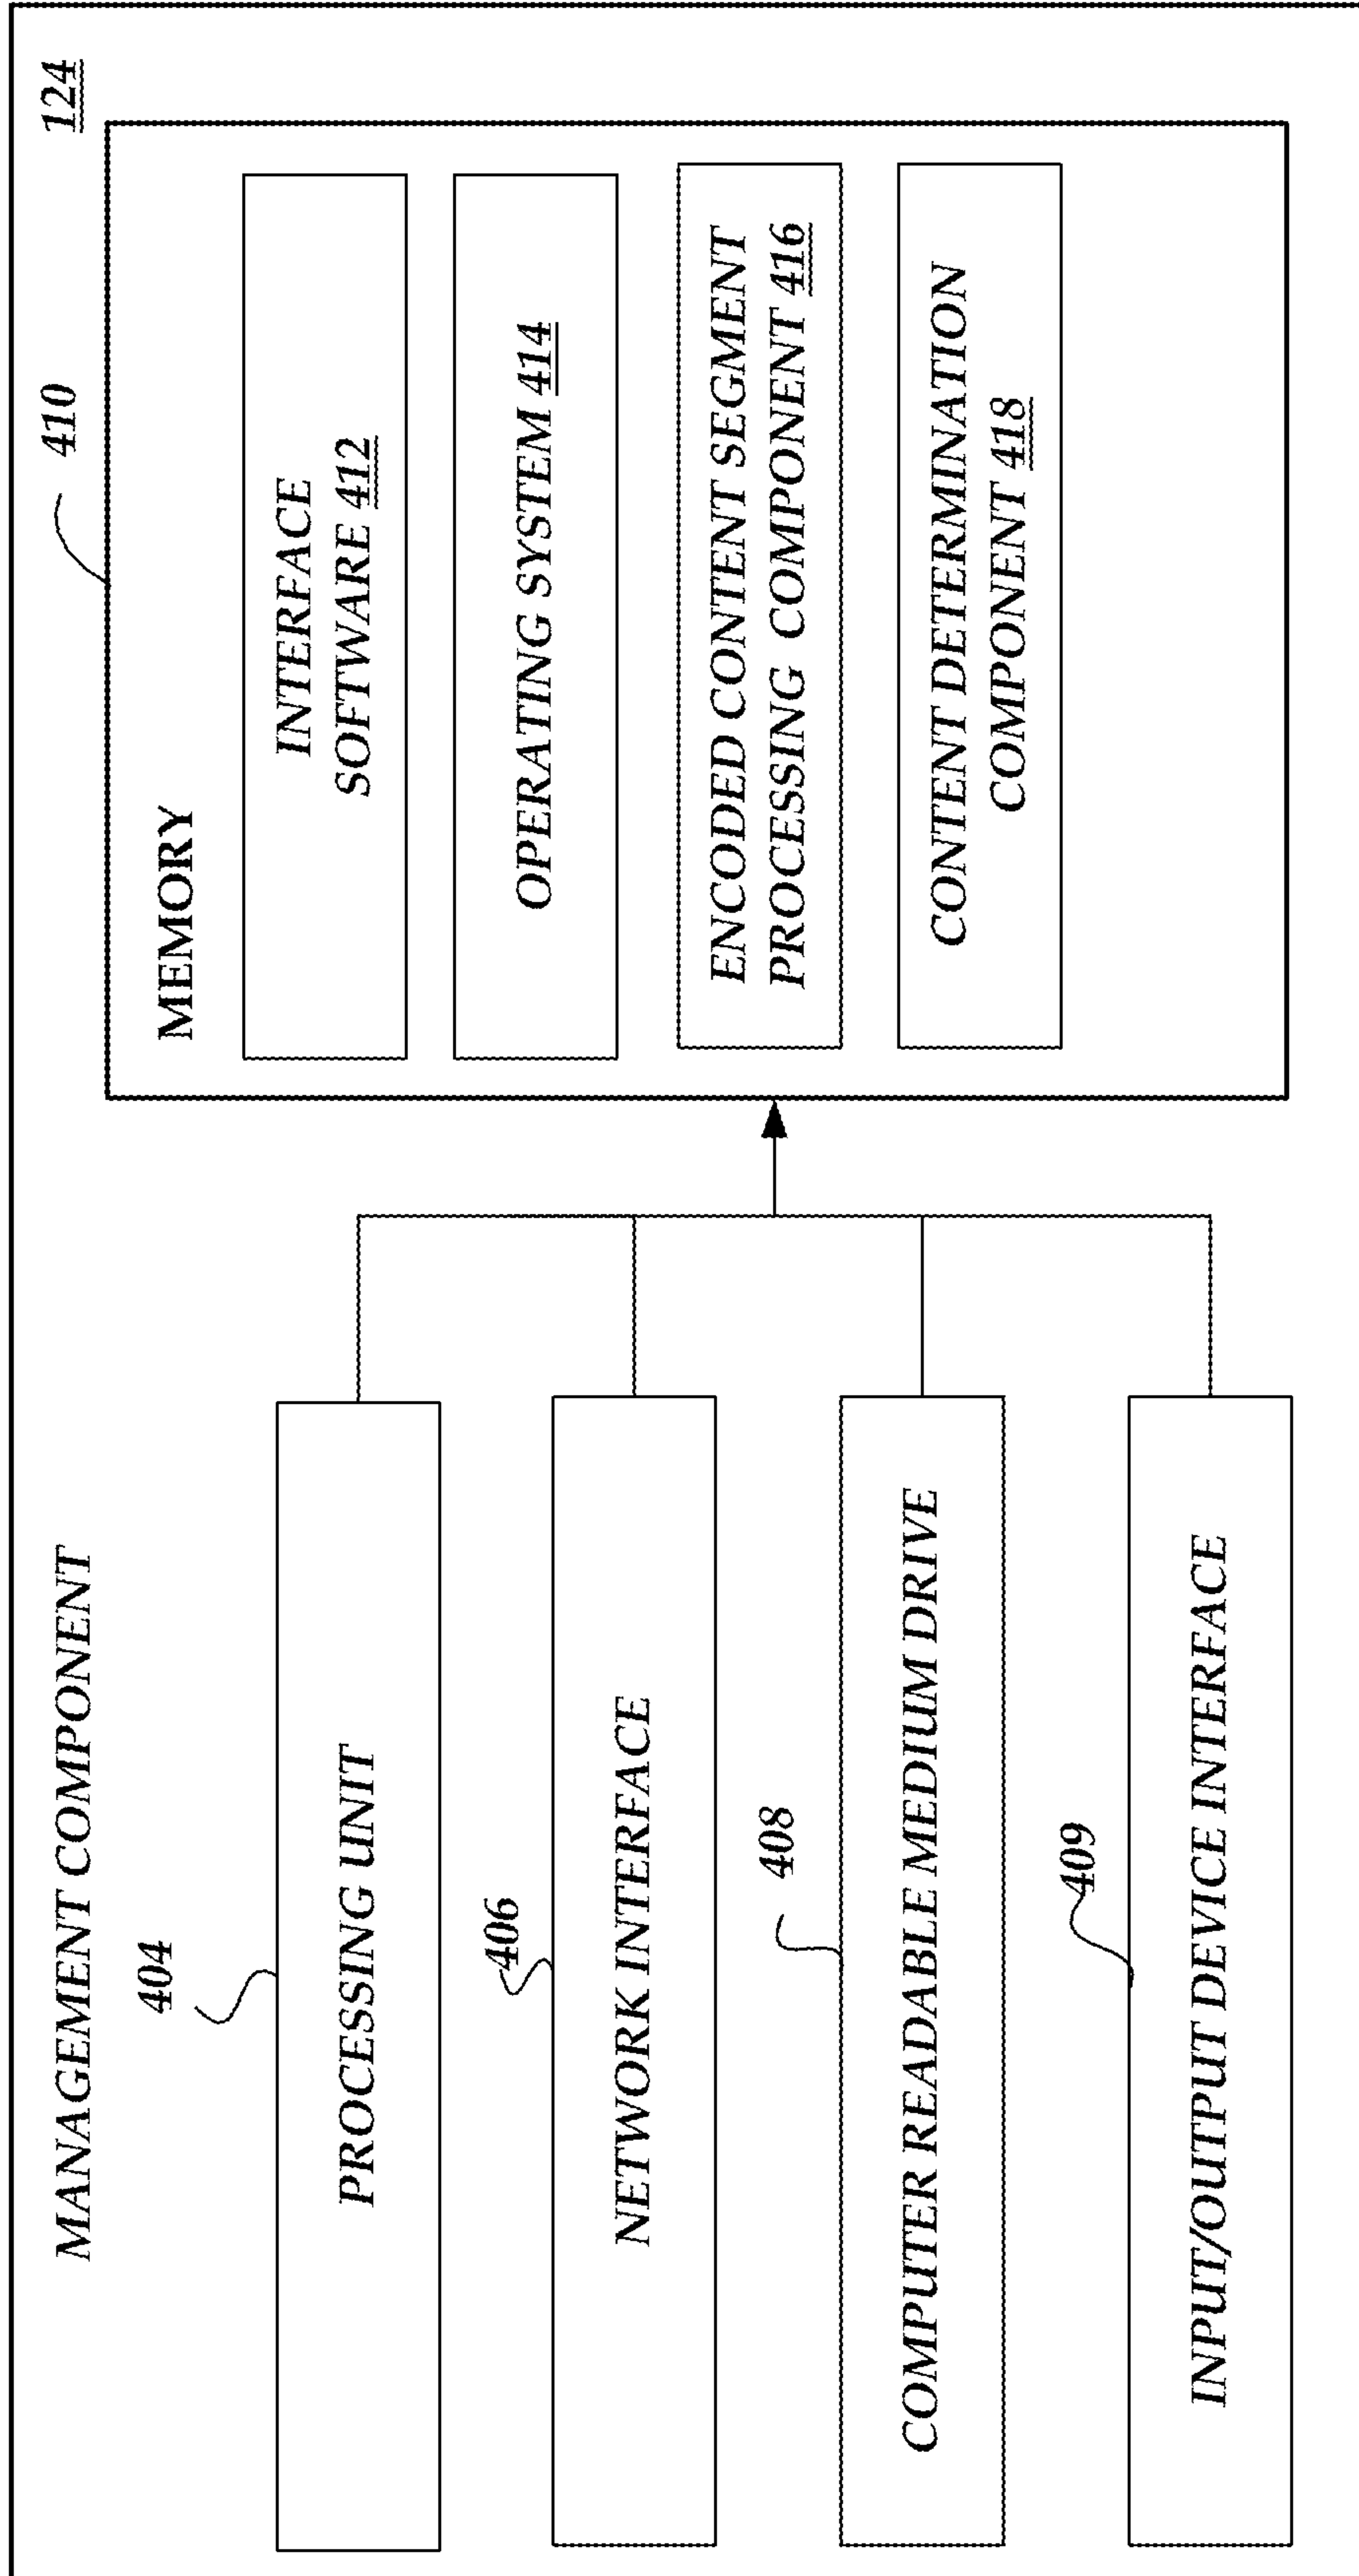 MANAGEMENT COMPONENT
124
404
PROCESSING UNIT
406
NETWORK INTERFACE
408
COMPUTER READABLE MEDIUM DRIVE
409
INPUT/OUTPUT DEVICE INTERFACE
410
MEMORY
INTERFACE
SOFTWARE 412
OPERATING SYSTEM 414
ENCODED CONTENT SEGMENT
PROCESSING COMPONENT 416
CONTENT DETERMINATION
COMPONENT 418